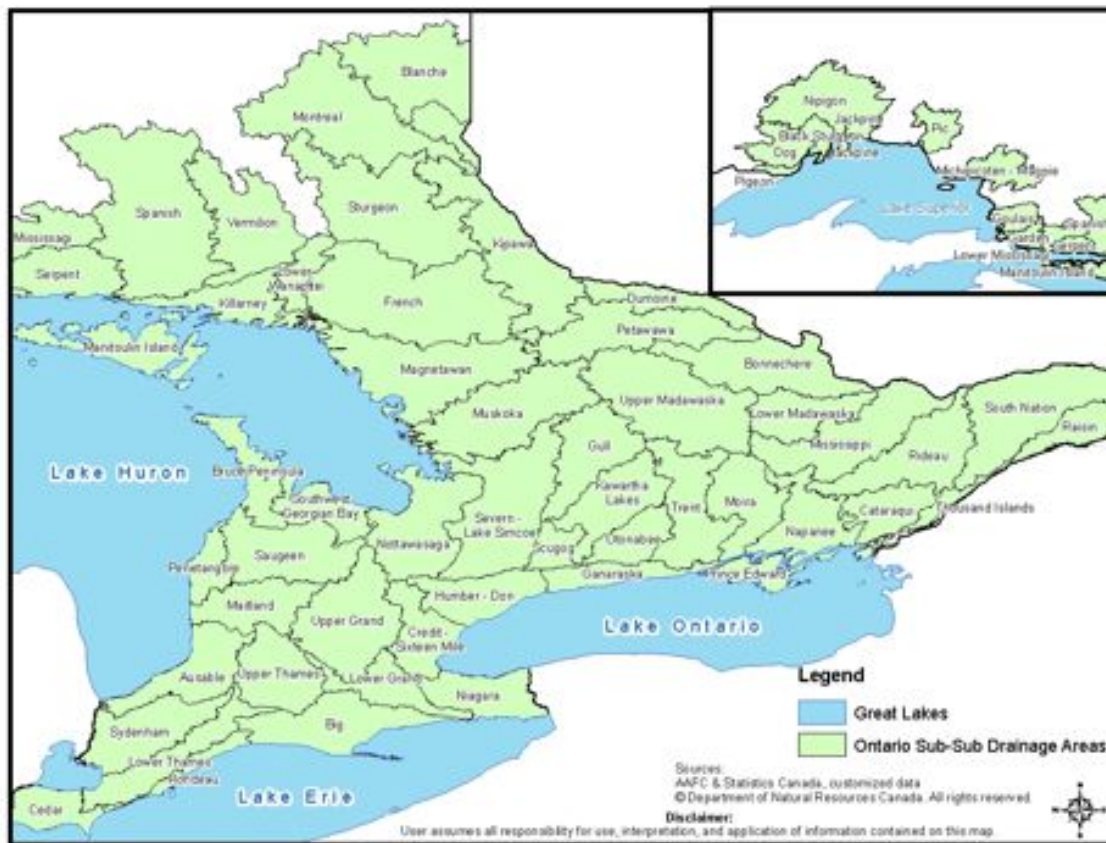 Blanche
Montreal
Spanish
Vermilion
Sturgeon
Mississagi
Serpent
Kipawa
Lower
Wanapitei
Killarney
French
Dumoine
Petawawa
Manitoulin Island
Magnetawan
Bonnechere
Upper Madawaska
Muskoka
Lower Madawaska
South Nation
Raisin
Mississippi
Gull
Rideau
Lake Huron
Bruce Peninsula
Southwest
Georgian Bay
Kawartha
Lakes
Severn -
Lake Simcoe
Trent
Moira
Cataraqui
Thousand Islands
Napanee
Nottawasaga
Scugog
Otonabee
Saugeen
Penetangore
Ganaraska
Prince Edward
Maitland
Humber - Don
Upper Grand
Credit -
Sixteen Mile
Lake Ontario
Ausable
Upper Thames
Lower Grand
Niagara
Big
Sydenham
Lower Thames
Rondeau
Cedar
Lake Erie
Nipigon
Jackpine
Black Sturgeon
Jackpine
Dog
Pic
Pigeon
Michipicoten - Magpie
Lake Superior
Goulais
Spanish
Garden
Serpent
Lower Mississagi
Manitoulin Island
Legend
Great Lakes
Ontario Sub-Sub Drainage Areas
Sources:
AAFC & Statistics Canada, customized data
© Department of Natural Resources Canada. All rights reserved.
Disclaimer:
User assumes all responsibility for use, interpretation, and application of information contained on this map.